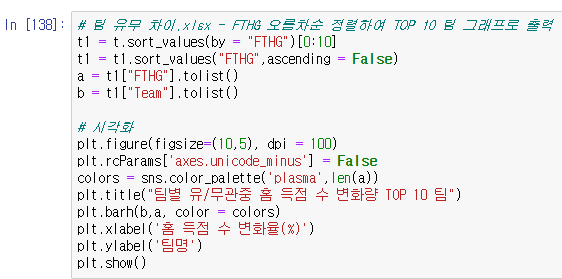 In [138]:
# 팀 유무 차이.xlsx - FTHG 오름차순 정렬하여 TOP 10 팀 그래프로 출력
t1 = t.sort_values(by = "FTHG")[0:10]
t1 = t1.sort_values("FTHG",ascending = False)
a = t1["FTHG"].tolist()
b = t1["Team"].tolist()

# 시각화
plt.figure(figsize=(10,5), dpi = 100)
plt.rcParams['axes.unicode_minus'] = False
colors = sns.color_palette('plasma',len(a))
plt.title("팀별 유/무관중 홈 득점 수 변화량 TOP 10 팀")
plt.barh(b,a, color = colors)
plt.xlabel('홈 득점 수 변화율(%)')
plt.ylabel('팀명')
plt.show()